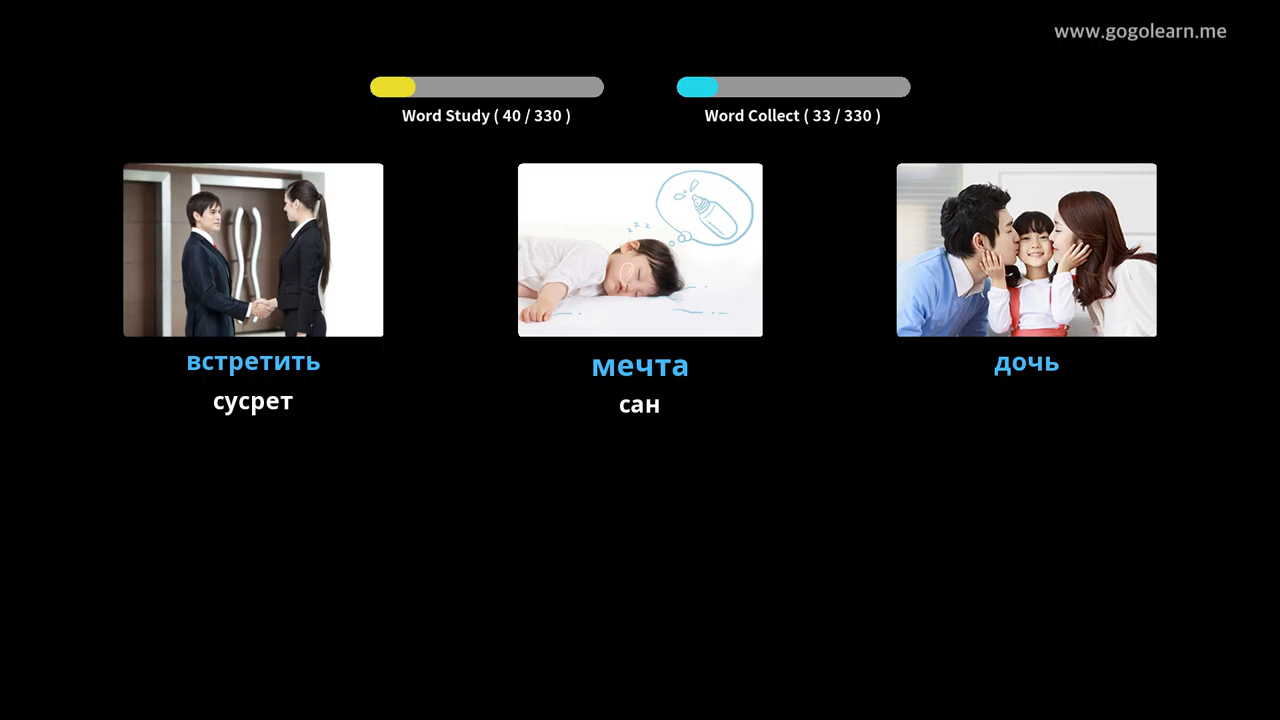 www.gogolearn.me
Word Study ( 40 / 330 )
Word Collect ( 33 / 330 )
встретить
сусрет
мечта
сан
дочь